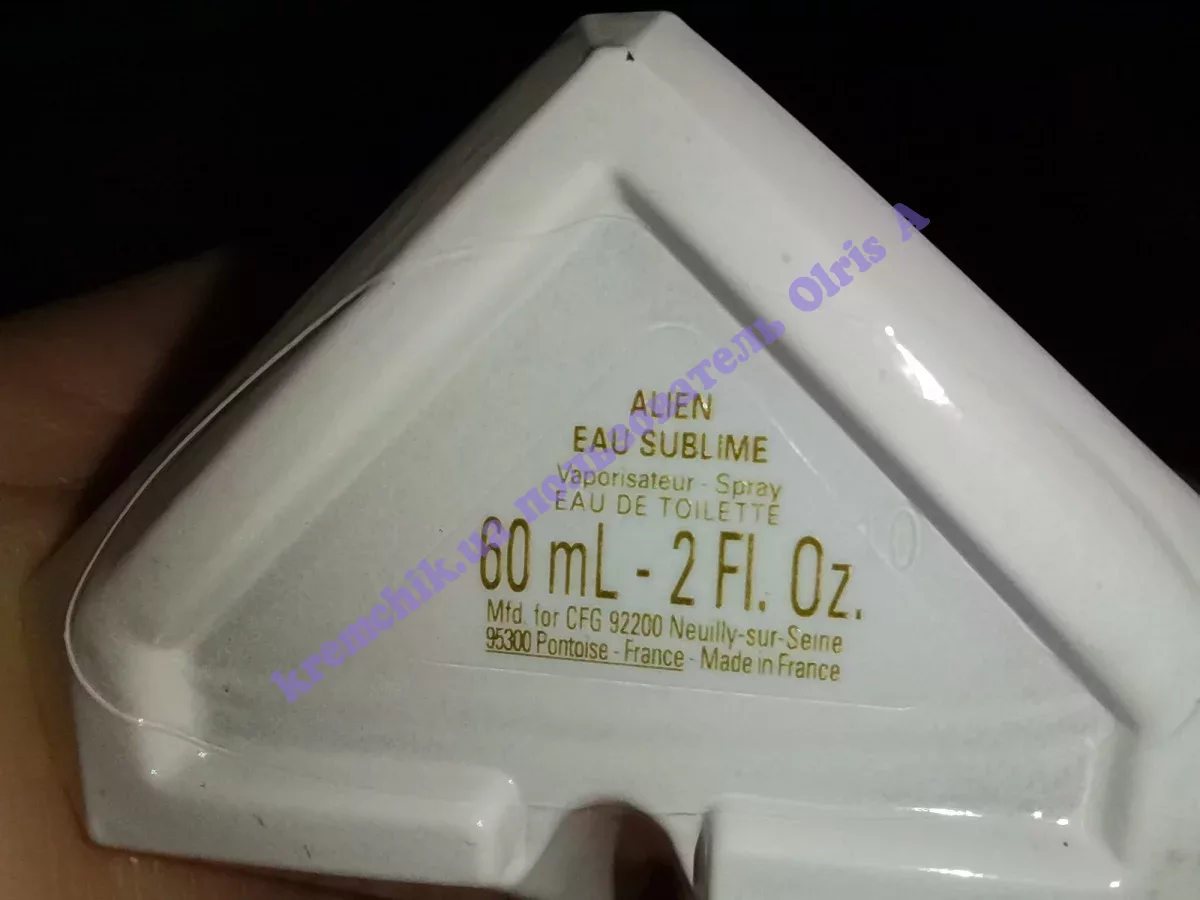 ALIEN
EAU SUBLIME
Vaporisateur - Spray
EAU DE TOILETTE
60 mL - 2 Fl. Oz.
Mfd. for CFG 92200 Neuilly-sur-Seine
95300 Pontoise - France - Made in France
kremchik.ua пользователь Olris A